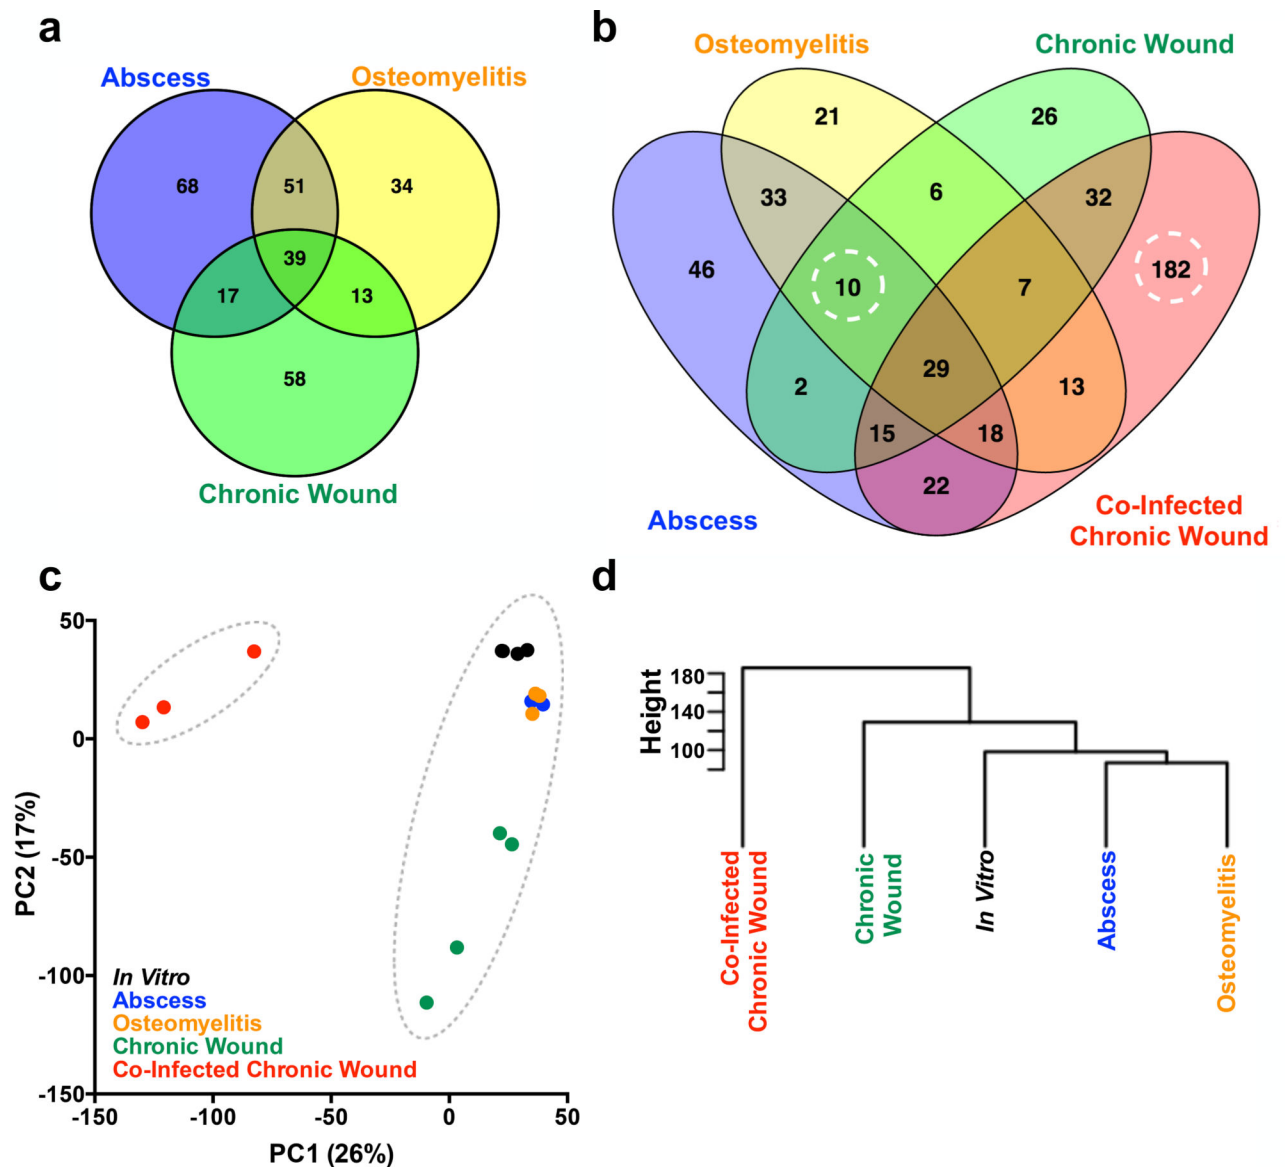 a
Abscess
Osteomyelitis
68
51
34
39
17
13
58
Chronic Wound
b
Osteomyelitis
Chronic Wound
21
26
33
6
32
46
10
7
182
2
29
13
15
18
22
Abscess
Co-Infected
Chronic Wound
c
50
0
-50
-100
-150
PC2 (17%)
In Vitro
Abscess
Osteomyelitis
Chronic Wound
Co-Infected Chronic Wound
-150
-100
-50
0
50
PC1 (26%)
d
Height
180
140
100
Co-Infected
Chronic Wound
Chronic
Wound
In Vitro
Abscess
Osteomyelitis